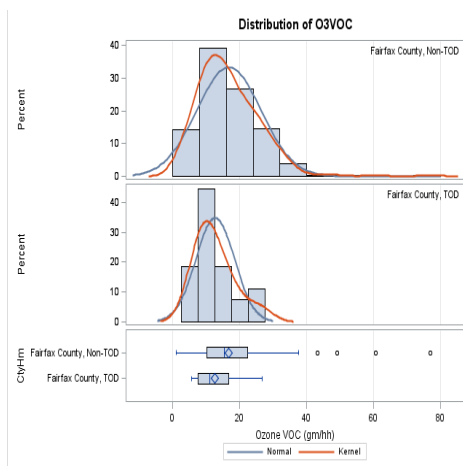 Distribution of O3VOC
Fairfax County, Non-TOD
Percent
40
30
20
10
0
Fairfax County, TOD
Percent
40
30
20
10
0
CtyHm
Fairfax County, Non-TOD
Fairfax County, TOD
0 20 40 60 80
Ozone VOC (gm/hh)
Normal Kernel